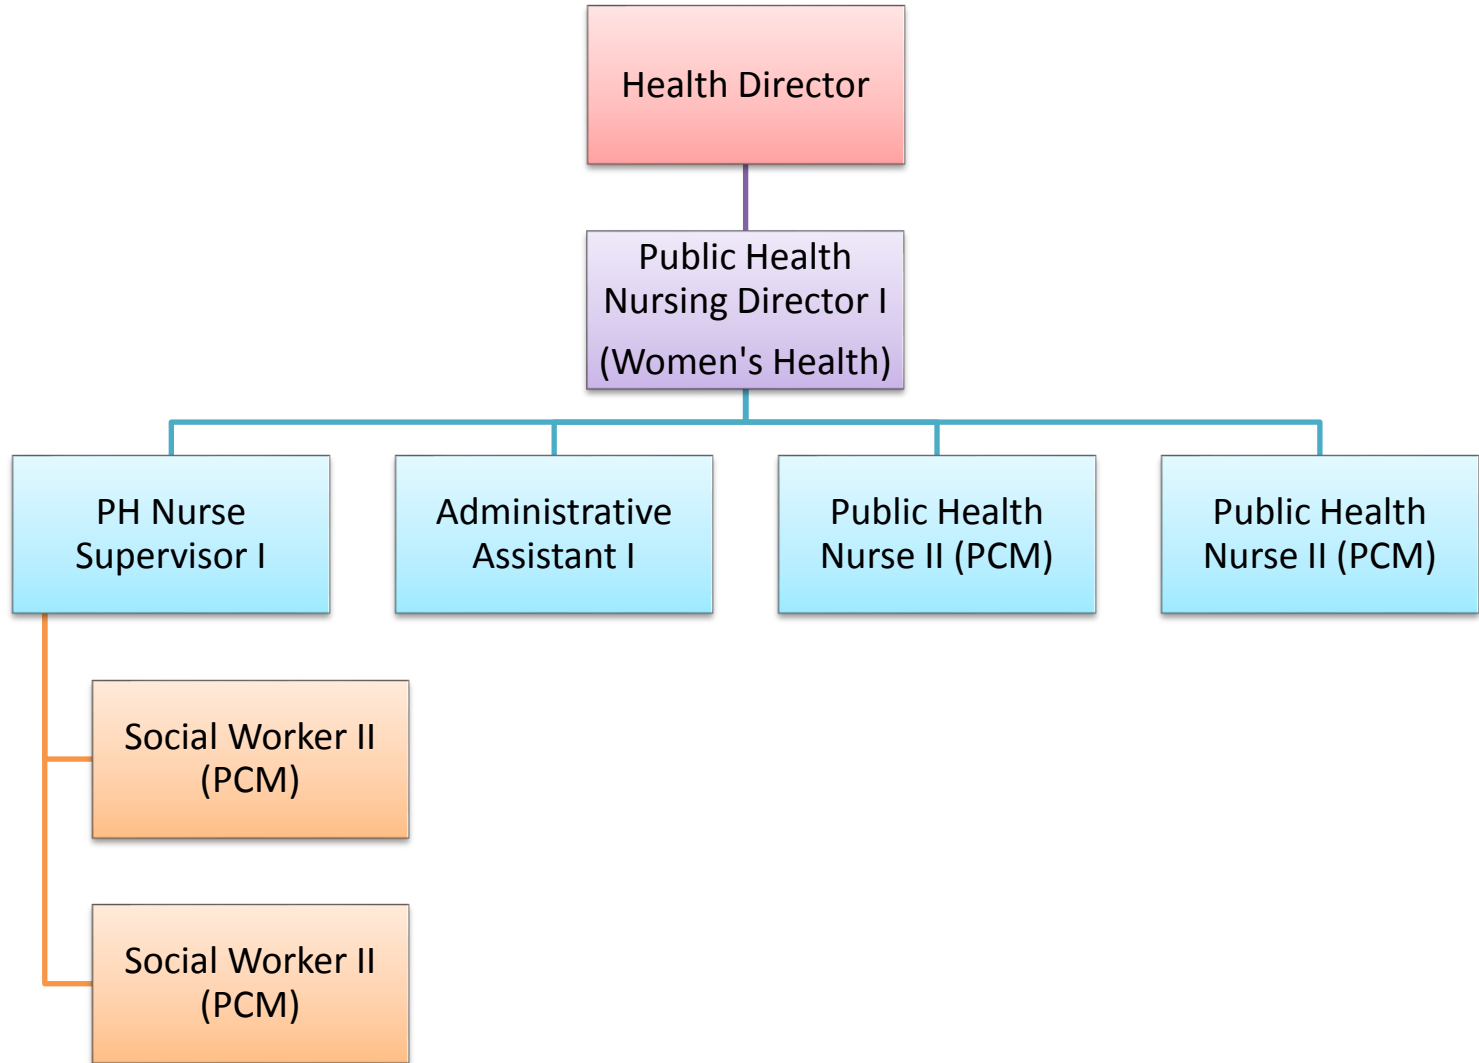 Health Director
Public Health
Nursing Director I
(Women's Health)
PH Nurse
Supervisor I
Administrative
Assistant I
Public Health
Nurse II (PCM)
Public Health
Nurse II (PCM)
Social Worker II
(PCM)
Social Worker II
(PCM)